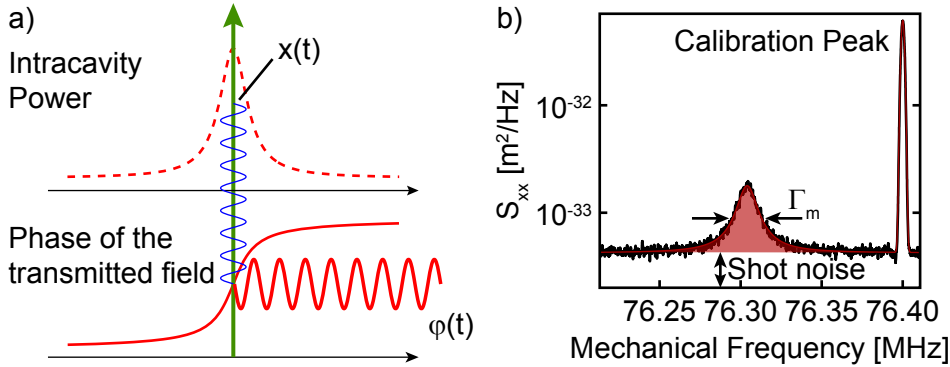 a)
Intracavity
Power
x(t)
Phase of the
transmitted field
φ(t)
b)
Calibration Peak
10⁻³²
10⁻³³
Sₓₓ [m²/Hz]
Γₘ
Shot noise
76.25 76.30 76.35 76.40
Mechanical Frequency [MHz]